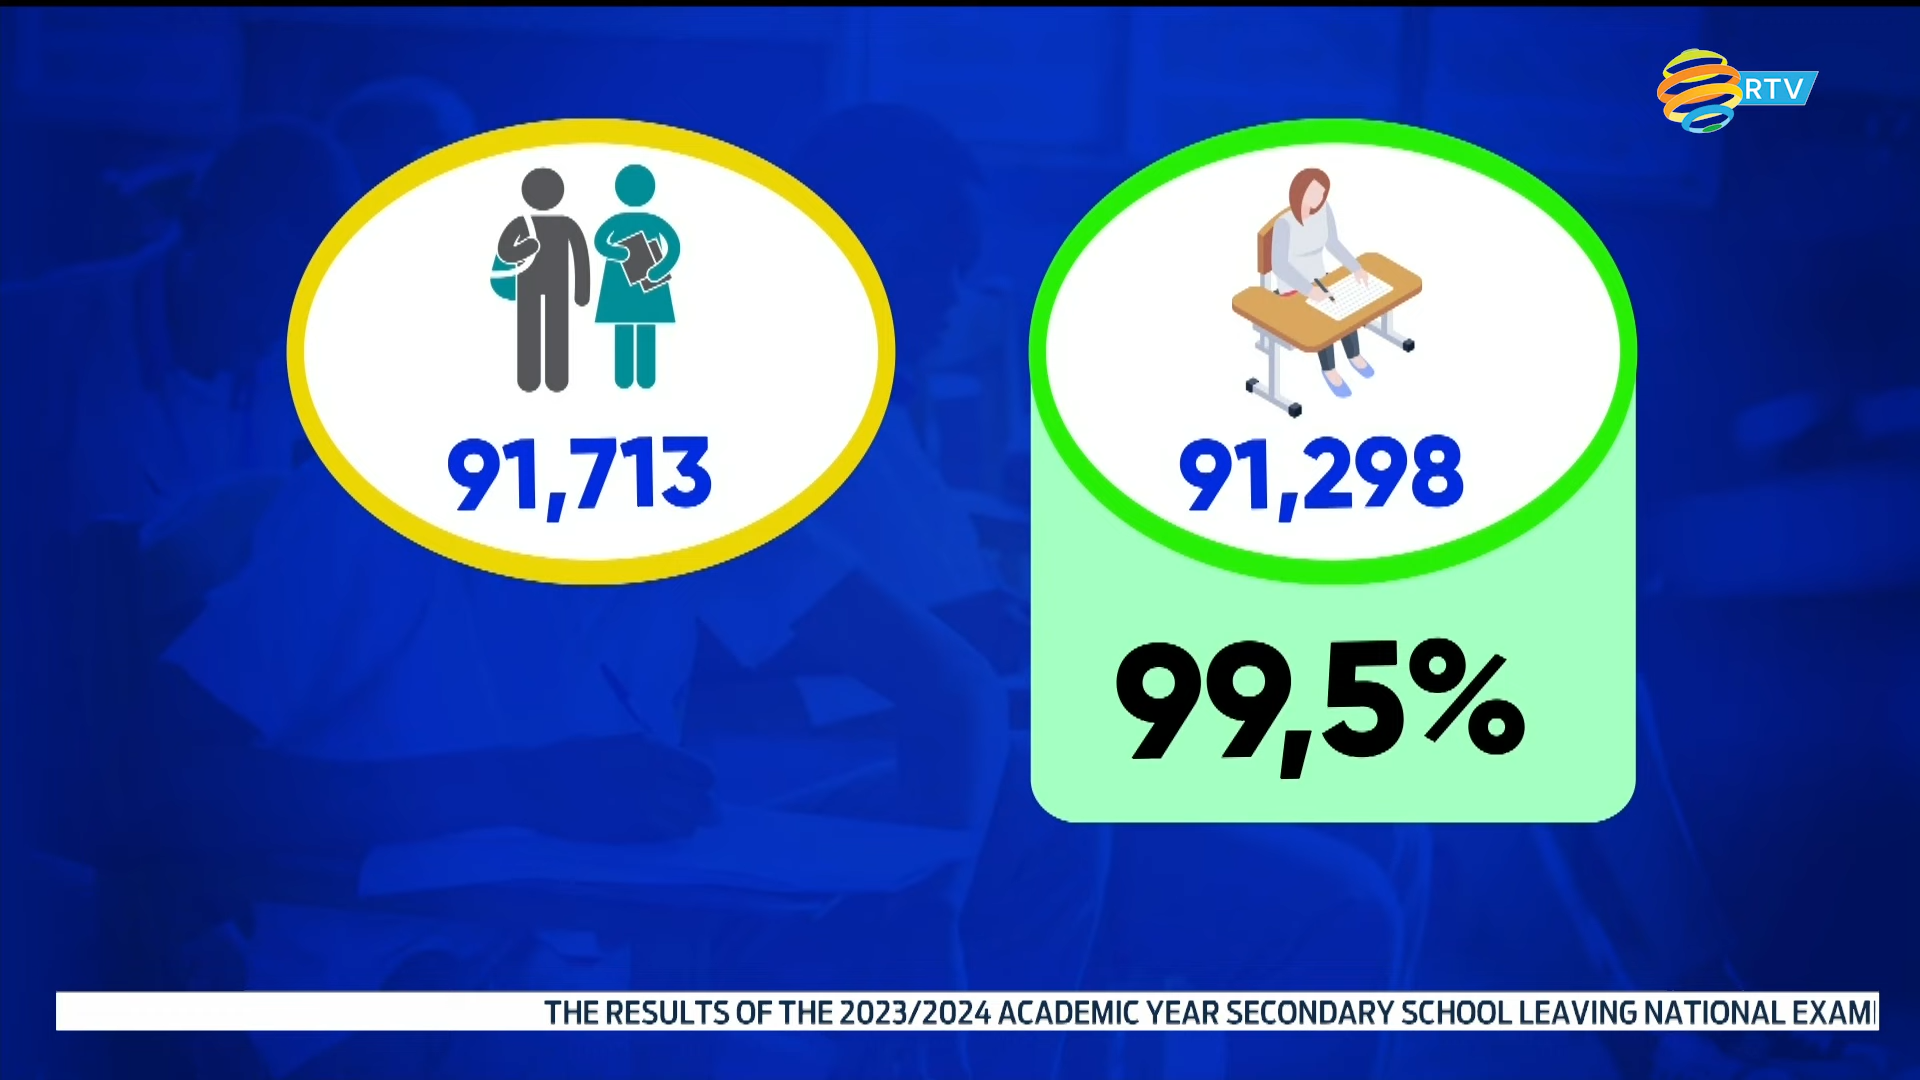 RTV
91,713
91,298
99,5%
THE RESULTS OF THE 2023/2024 ACADEMIC YEAR SECONDARY SCHOOL LEAVING NATIONAL EXAMI